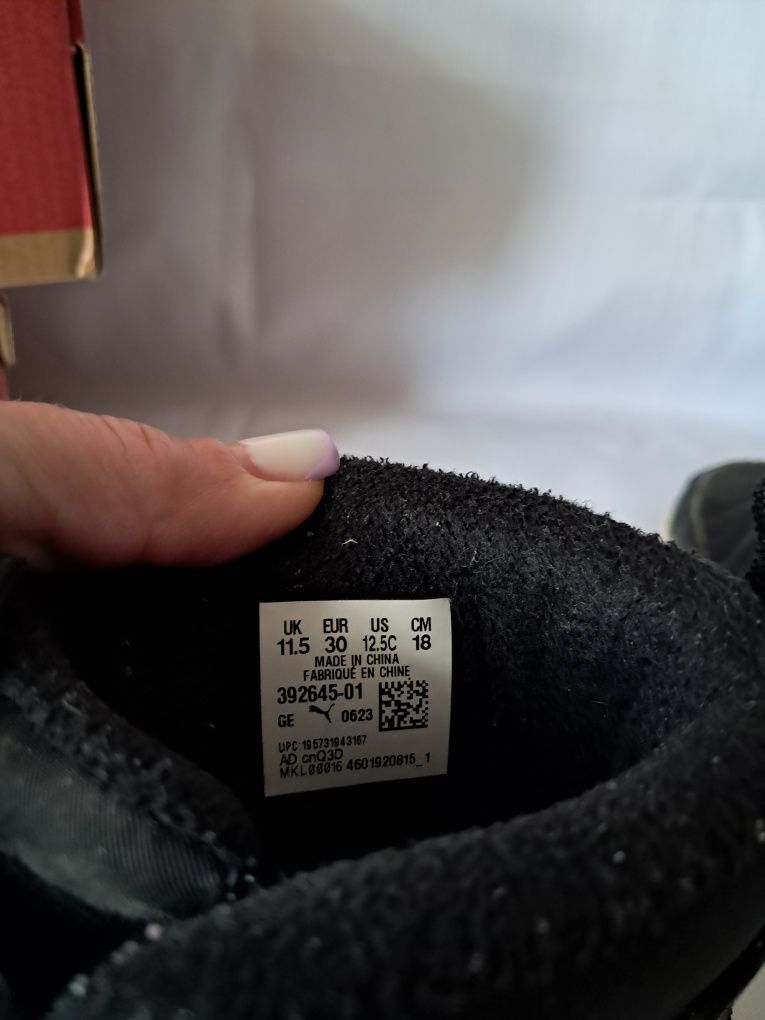 UK EUR US CM
11.5 30 12.5C 18
MADE IN CHINA
FABRIQUÉ EN CHINE
392645-01
GE 0623
UPC:195731943167
AD cnQ3D
MKL00016 4601920815_1